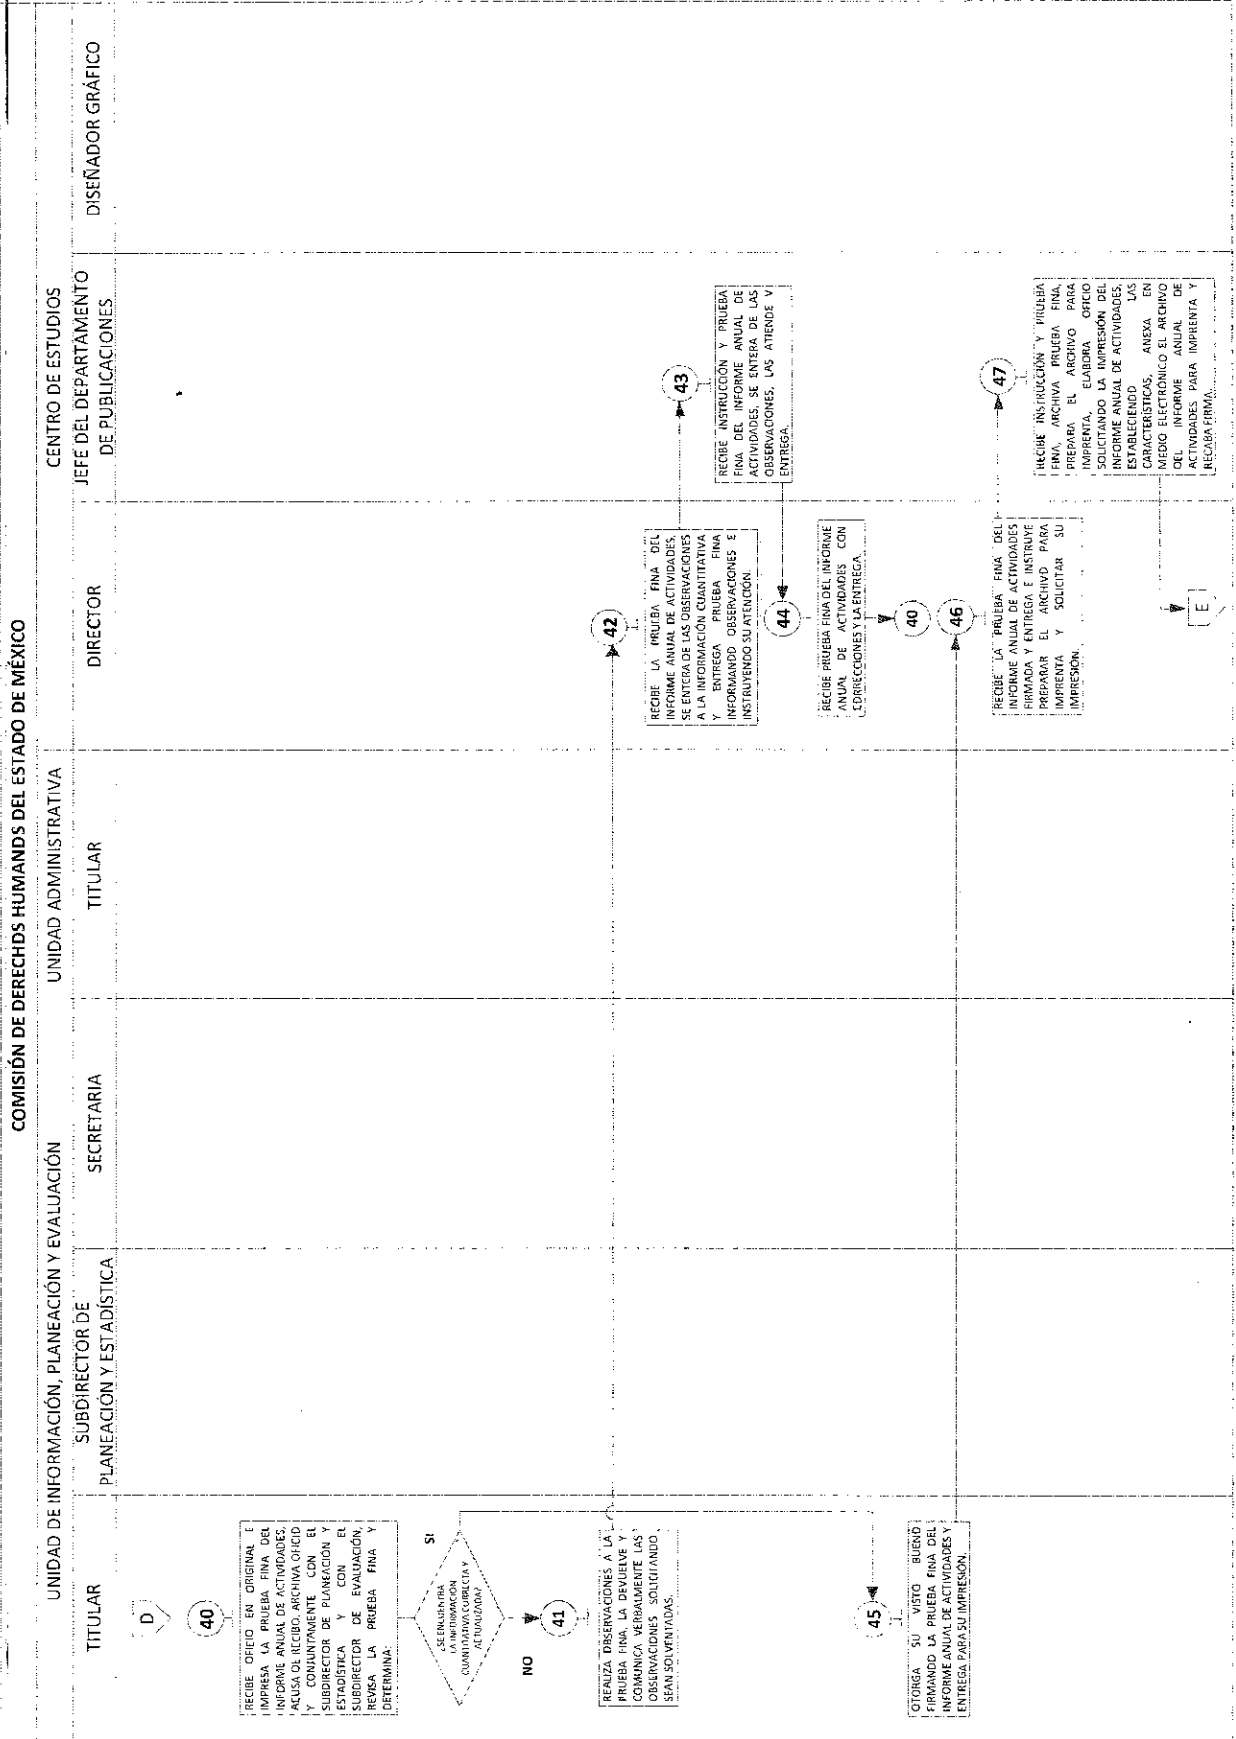 COMISIÓN DE DERECHDS HUMANDS DEL ESTADO DE MÉXICO
UNIDAD DE INFORMACIÓN, PLANEACIÓN Y EVALUACIÓN
UNIDAD ADMINISTRATIVA
CENTRO DE ESTUDIOS
TITULAR
SUBDIRECTOR DE
PLANEACIÓN Y ESTADÍSTICA
SECRETARIA
TITULAR
DIRECTOR
JEFE DEL DEPARTAMENTO
DE PUBLICACIONES
DISEÑADOR GRÁFICO
D
40
RECIBE OFICIO EN ORIGINAL E
IMPRESA LA PRUEBA FINA DEL
INFORME ANUAL DE ACTIVIDADES,
ACUSA DE RECIBO, ARCHIVA OFICIO
Y CONJUNTAMENTE CON EL
SUBDIRECTOR DE PLANEACIÓN Y
ESTADÍSTICA Y CON EL
SUBDIRECTOR DE EVALUACIÓN,
REVISA LA PRUEBA FINA Y
DETERMINA:
¿SE ENCUENTRA
LA INFORMACIÓN
CUANTITATIVA CORRECTA Y
ACTUALIZADA?
SI
NO
41
REALIZA OBSERVACIONES A LA
PRUEBA FINA, LA DEVUELVE Y
COMUNICA VERBALMENTE LAS
OBSERVACIONES SOLICITANDO,
SEAN SOLVENTADAS.
42
RECIBE LA PRUEBA FINA DEL
INFORME ANUAL DE ACTIVIDADES,
SE ENTERA DE LAS OBSERVACIONES
A LA INFORMACIÓN CUANTITATIVA
Y ENTREGA PRUEBA FINA
INFORMANDO OBSERVACIONES E
INSTRUYENDO SU ATENCIÓN.
43
RECIBE INSTRUCCIÓN Y PRUEBA
FINA DEL INFORME ANUAL DE
ACTIVIDADES, SE ENTERA DE LAS
OBSERVACIONES, LAS ATIENDE Y
ENTREGA.
44
RECIBE PRUEBA FINA DEL INFORME
ANUAL DE ACTIVIDADES CON
CORRECCIONES Y LA ENTREGA.
40
45
OTORGA SU VISTO BUENO
FIRMANDO LA PRUEBA FINA DEL
INFORME ANUAL DE ACTIVIDADES Y
ENTREGA PARA SU IMPRESIÓN.
46
RECIBE LA PRUEBA FINA DEL
INFORME ANUAL DE ACTIVIDADES
FIRMADA Y ENTREGA E INSTRUYE
PREPARAR EL ARCHIVO PARA
IMPRENTA Y SOLICITAR SU
IMPRESIÓN.
47
RECIBE INSTRUCCIÓN Y PRUEBA
FINA, ARCHIVA PRUEBA FINA,
PREPARA EL ARCHIVO PARA
IMPRENTA, ELABORA OFICIO
SOLICITANDO LA IMPRESIÓN DEL
INFORME ANUAL DE ACTIVIDADES,
ESTABLECIENDO LAS
CARACTERÍSTICAS, ANEXA EN
MEDIO ELECTRÓNICO EL ARCHIVO
DEL INFORME ANUAL DE
ACTIVIDADES PARA IMPRENTA Y
RECABA FIRMA.
E